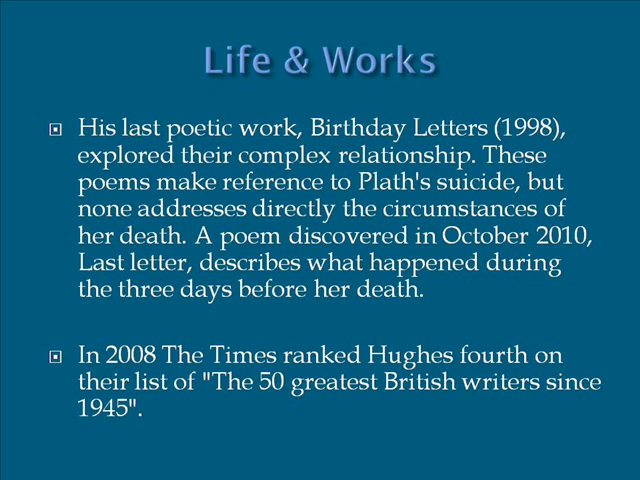 Life & Works
His last poetic work, Birthday Letters (1998),
explored their complex relationship. These
poems make reference to Plath's suicide, but
none addresses directly the circumstances of
her death. A poem discovered in October 2010,
Last letter, describes what happened during
the three days before her death.
In 2008 The Times ranked Hughes fourth on
their list of "The 50 greatest British writers since
1945".